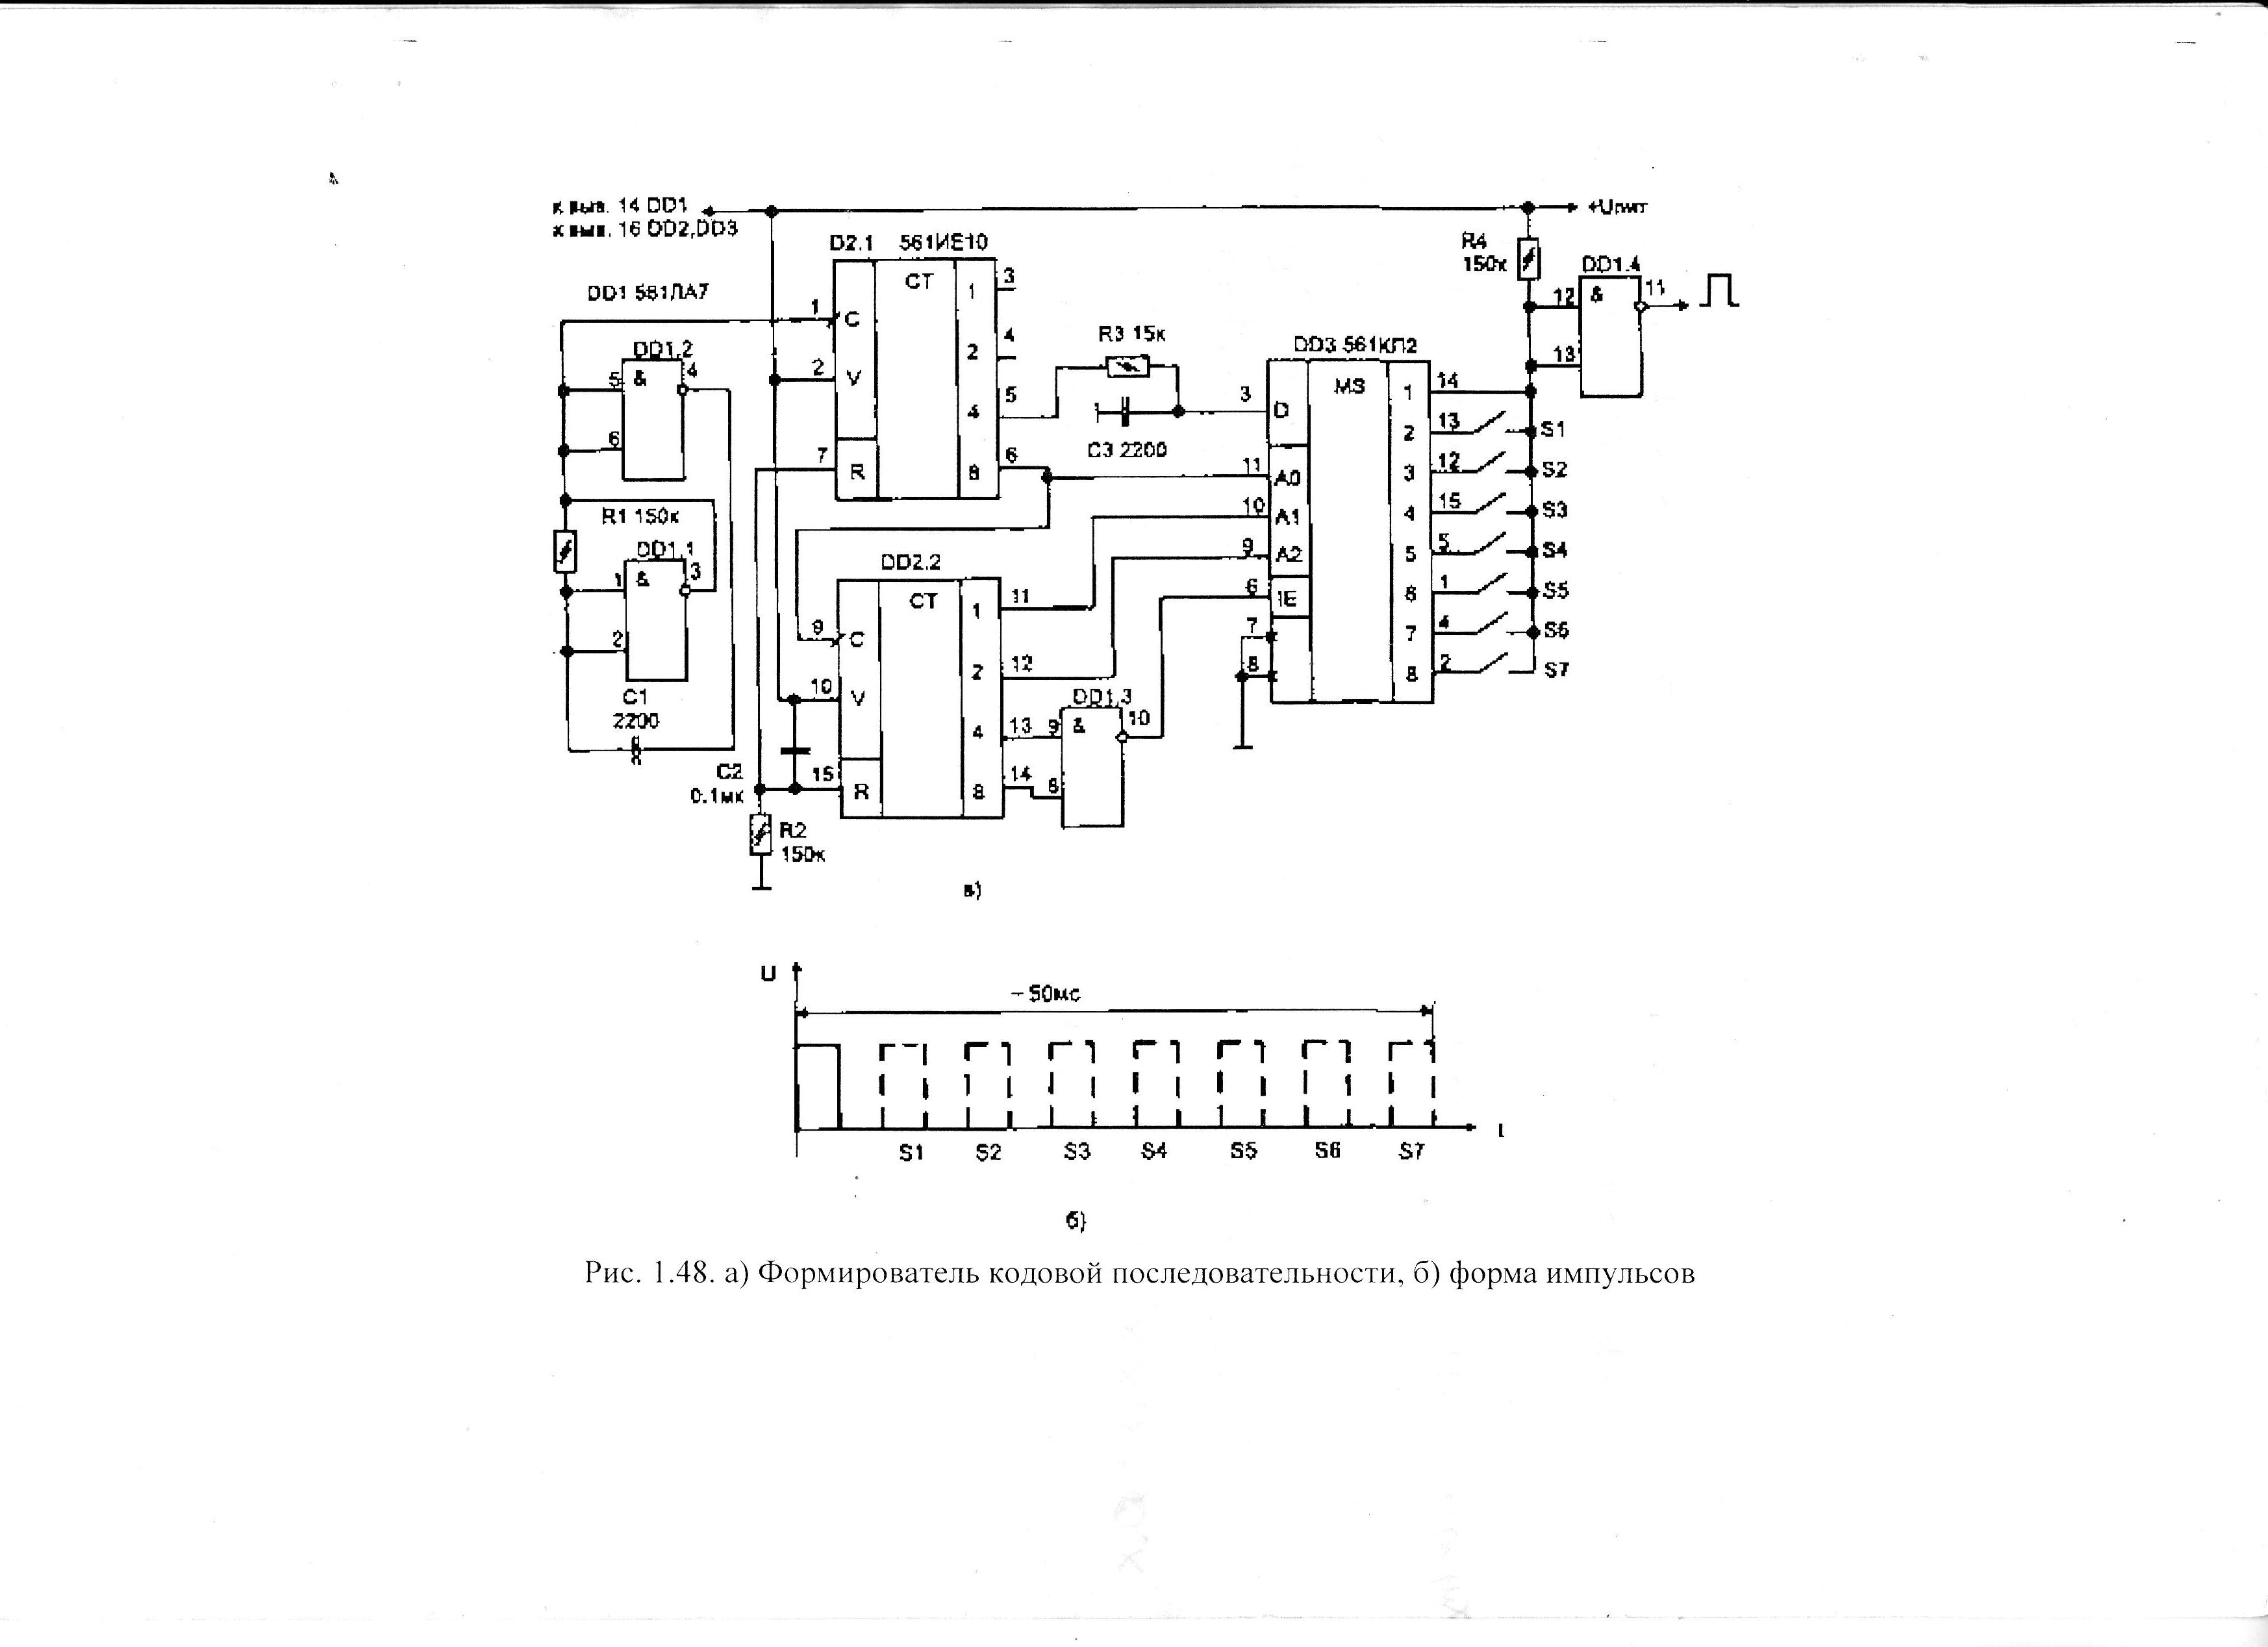 к выв. 14 DD1
к выв. 16 DD2,DD3
+Uпит
D2.1 561ИЕ10
DD1 561ЛА7
R4
150к
DD1.4
&
12
13
11
1 C
2 V
7 R
CT
1 3
2 4
4 5
8 6
DD1.2
5 & 4
6
R1 150к
DD1.1
1 & 3
2
C1
2200
R3 15к
C3 2200
DD3 561КП2
3 D
11 A0
10 A1
9 A2
6 IE
7
8
MS
1 14
2 13 S1
3 12 S2
4 15 S3
5 5 S4
6 1 S5
7 4 S6
8 2 S7
DD2.2
9 C
10 V
15 R
CT
1 11
2 12
4 13
8 14
DD1.3
9 & 10
8
C2
0.1мк
R2
150к
а)
U
~ 50мс
t
S1 S2 S3 S4 S5 S6 S7
б)
Рис. 1.48. а) Формирователь кодовой последовательности, б) форма импульсов